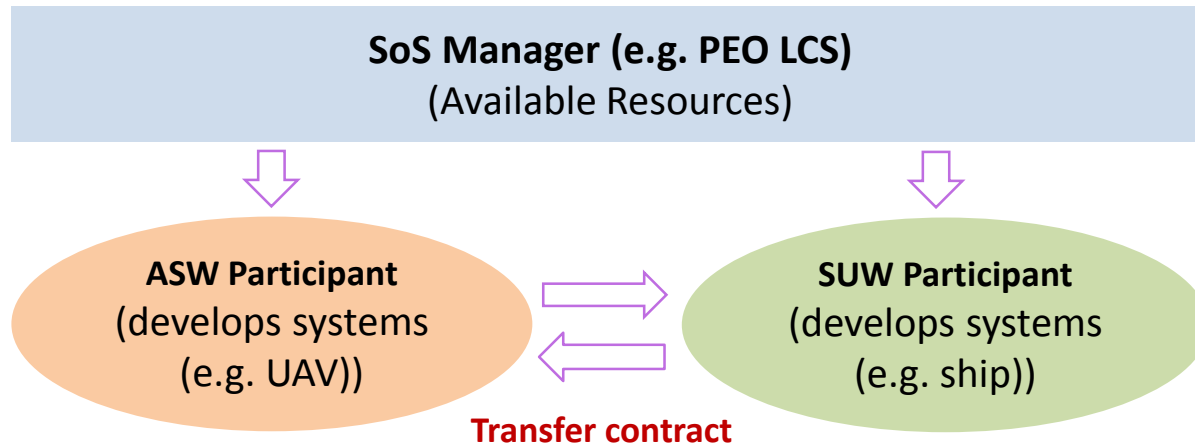 SoS Manager (e.g. PEO LCS)
(Available Resources)
ASW Participant
(develops systems
(e.g. UAV))
SUW Participant
(develops systems
(e.g. ship))
Transfer contract